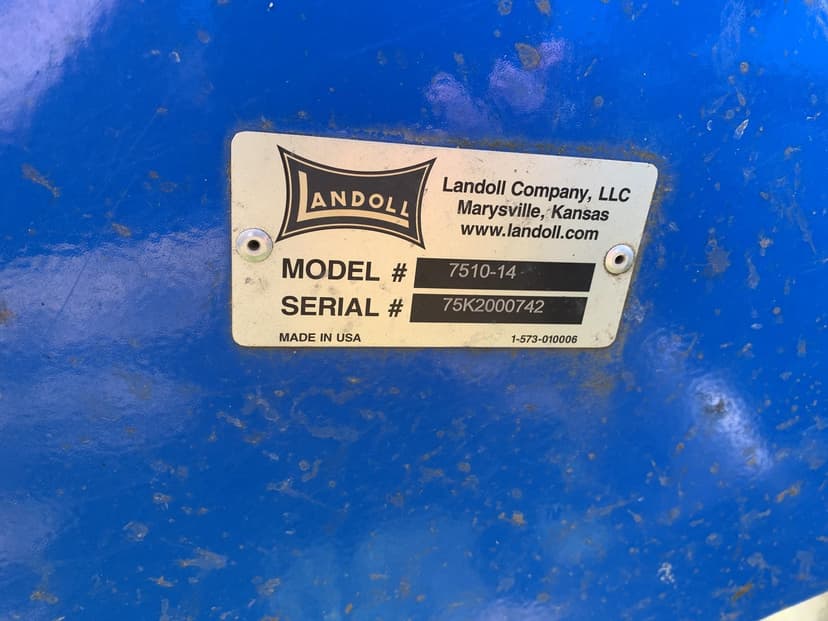 LANDOLL
Landoll Company, LLC
Marysville, Kansas
www.landoll.com
MODEL # 7510-14
SERIAL # 75K2000742
MADE IN USA 1-573-010006